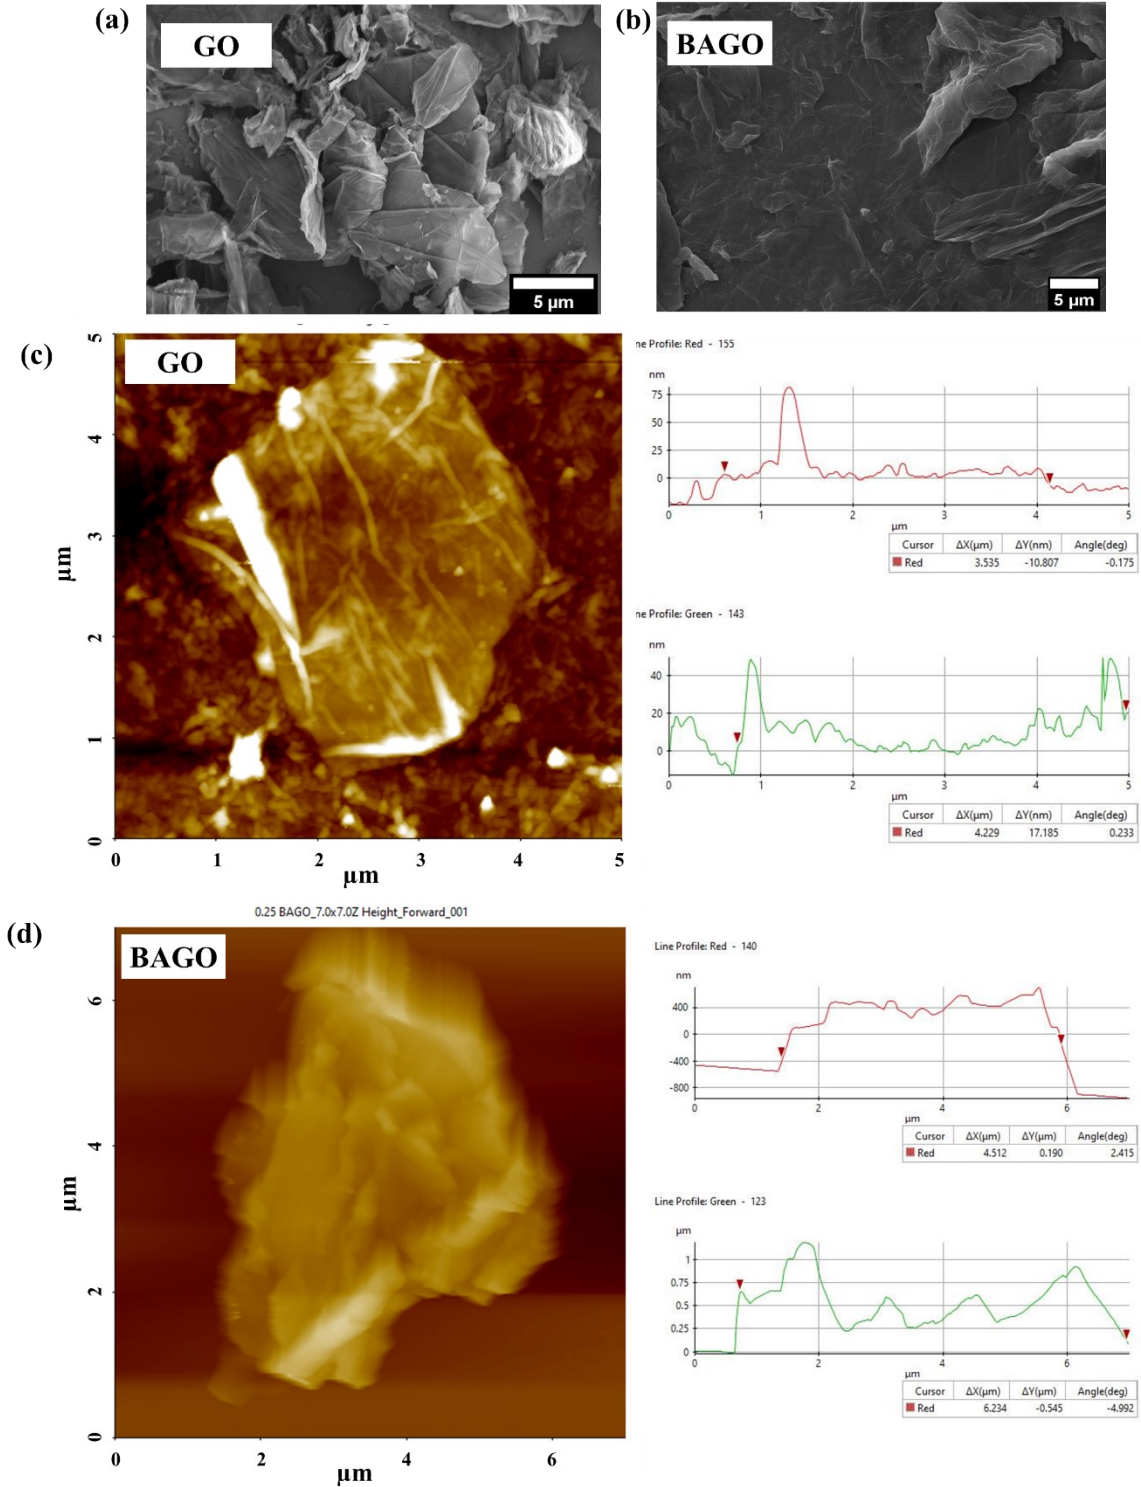 (a)
GO
5 µm
(b)
BAGO
5 µm
(c)
GO
5
4
3
2
1
0
µm
0 1 2 3 4 5
µm
ne Profile: Red - 155
nm
75
50
25
0
0 1 2 3 4 5
µm
Cursor ΔX(µm) ΔY(nm) Angle(deg)
Red 3.535 -10.807 -0.175
ne Profile: Green - 143
nm
40
20
0
0 1 2 3 4 5
µm
Cursor ΔX(µm) ΔY(nm) Angle(deg)
Red 4.229 17.185 0.233
(d)
0.25 BAGO_7.0x7.0Z Height_Forward_001
BAGO
6
4
2
0
µm
0 2 4 6
µm
Line Profile: Red - 140
nm
400
0
-400
-800
0 2 4 6
µm
Cursor ΔX(µm) ΔY(µm) Angle(deg)
Red 4.512 0.190 2.415
Line Profile: Green - 123
µm
1
0.75
0.5
0.25
0
0 2 4 6
µm
Cursor ΔX(µm) ΔY(µm) Angle(deg)
Red 6.234 -0.545 -4.992